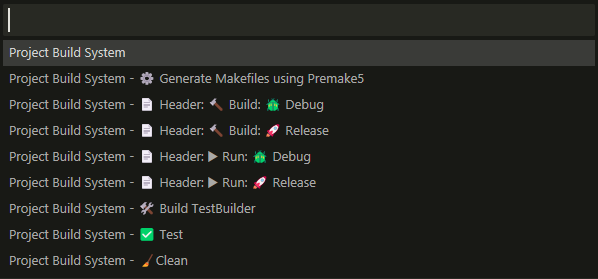 Project Build System
Project Build System - ⚙️ Generate Makefiles using Premake5
Project Build System - 📄 Header: 🔨 Build: 🪲 Debug
Project Build System - 📄 Header: 🔨 Build: 🚀 Release
Project Build System - 📄 Header: ▶ Run: 🪲 Debug
Project Build System - 📄 Header: ▶ Run: 🚀 Release
Project Build System - 🛠️ Build TestBuilder
Project Build System - ✅ Test
Project Build System - 🧹Clean